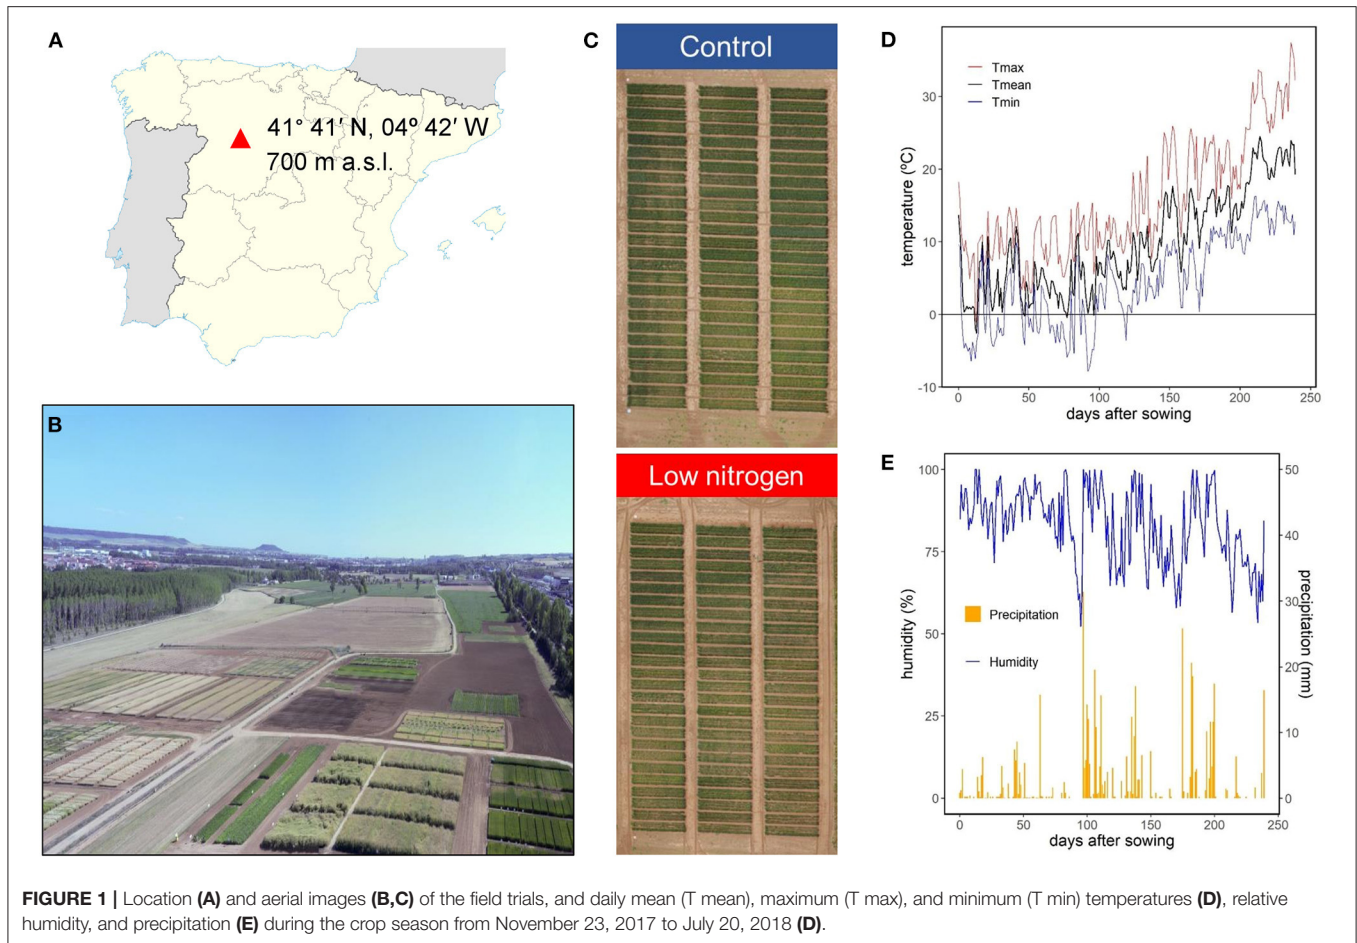 A
41° 41′ N, 04º 42′ W
700 m a.s.l.
B
C
Control
Low nitrogen
D
Tmax
Tmean
Tmin
temperature (ºC)
30
20
10
0
-10
0 50 100 150 200 250
days after sowing
E
humidity (%)
100
75
50
25
0
Precipitation
Humidity
precipitation (mm)
50
40
30
20
10
0
0 50 100 150 200 250
days after sowing
FIGURE 1 | Location (A) and aerial images (B,C) of the field trials, and daily mean (T mean), maximum (T max), and minimum (T min) temperatures (D), relative
humidity, and precipitation (E) during the crop season from November 23, 2017 to July 20, 2018 (D).